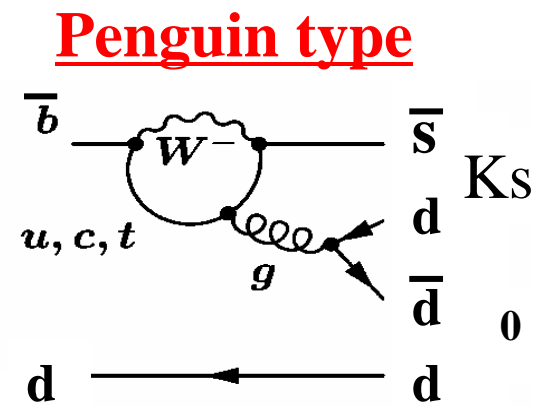 Penguin type
b̅
W⁻
s̅
Ks
d
u, c, t
g
d̅
0
d
d